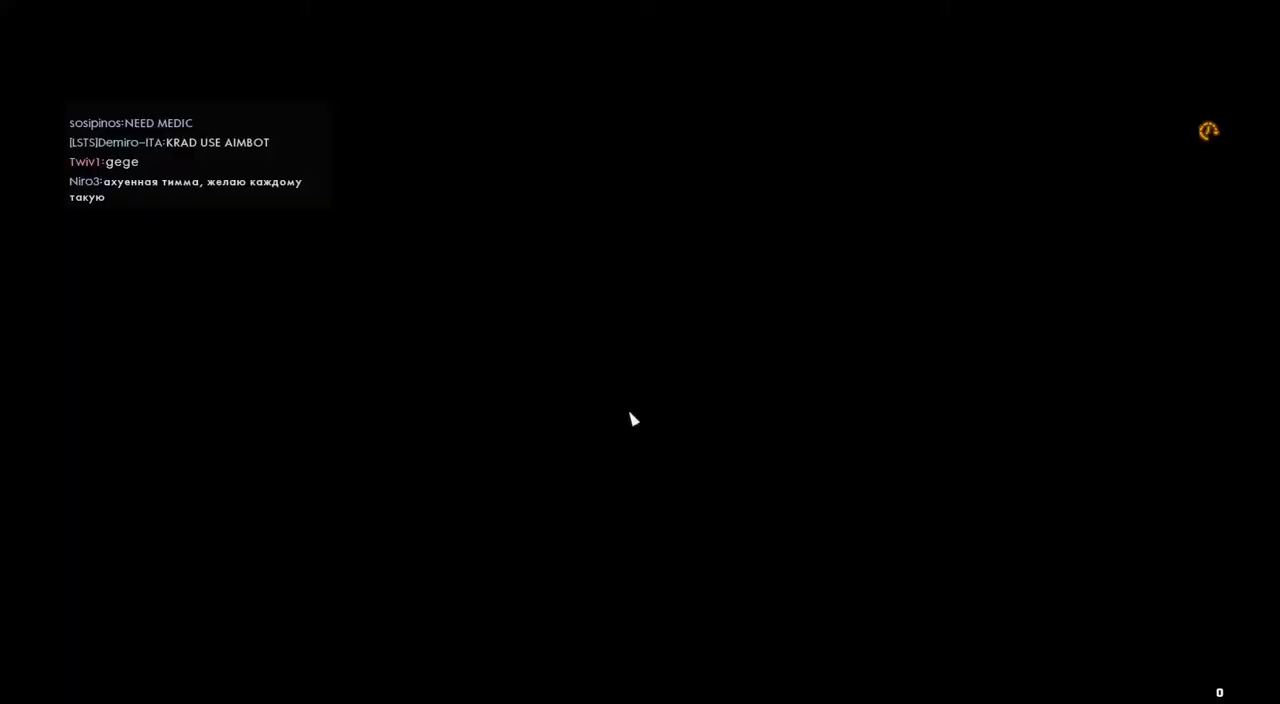 sosipinos:NEED MEDIC
[LSTS]Demiro-ITA:KRAD USE AIMBOT
Twiv1:gege
Niro3:ахуенная тимма, желаю каждому
такую
0